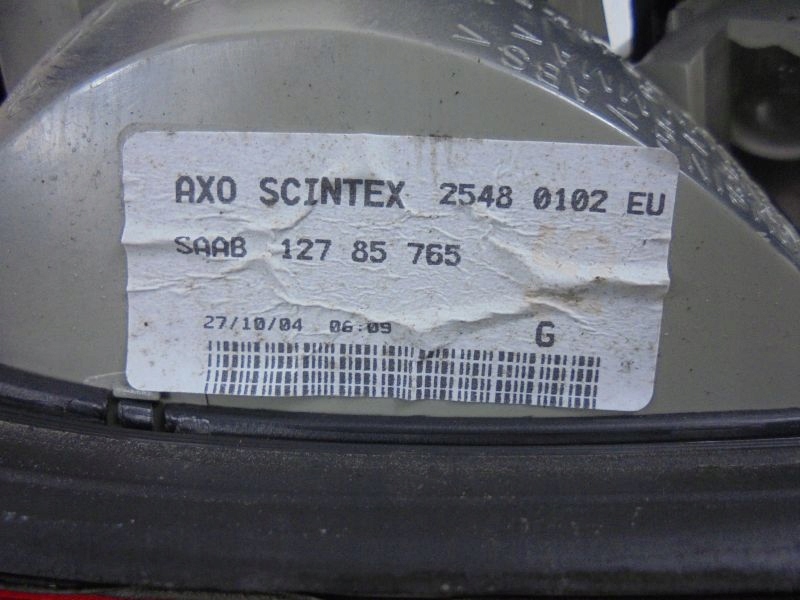 AXO SCINTEX 2548 0102 EU
SAAB 127 85 765
27/10/04 06:09
G